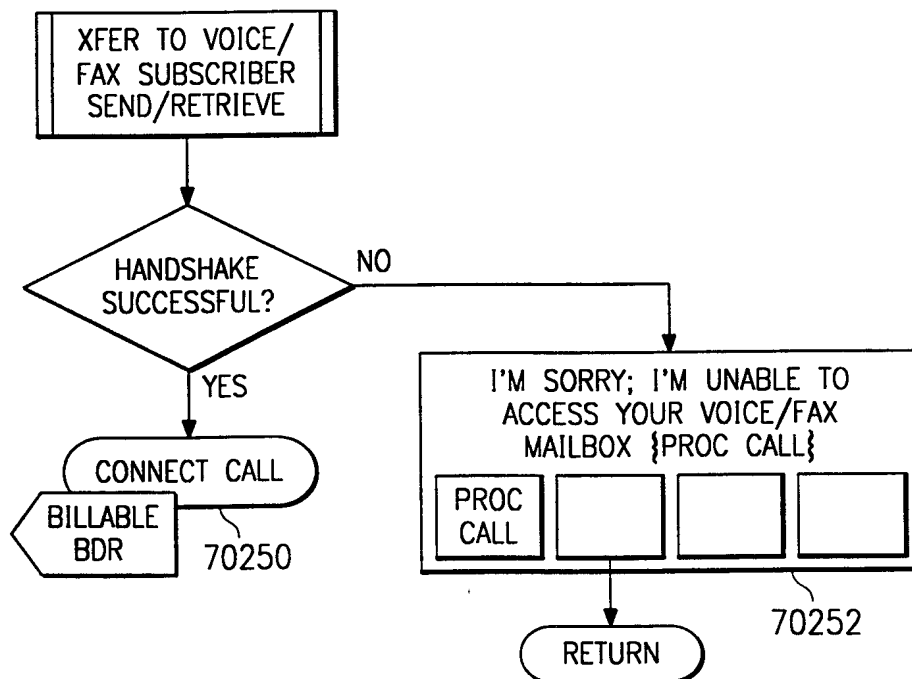 XFER TO VOICE/
FAX SUBSCRIBER
SEND/RETRIEVE
HANDSHAKE
SUCCESSFUL?
NO
YES
CONNECT CALL
BILLABLE
BDR
70250
I'M SORRY; I'M UNABLE TO
ACCESS YOUR VOICE/FAX
MAILBOX {PROC CALL}
PROC
CALL
70252
RETURN